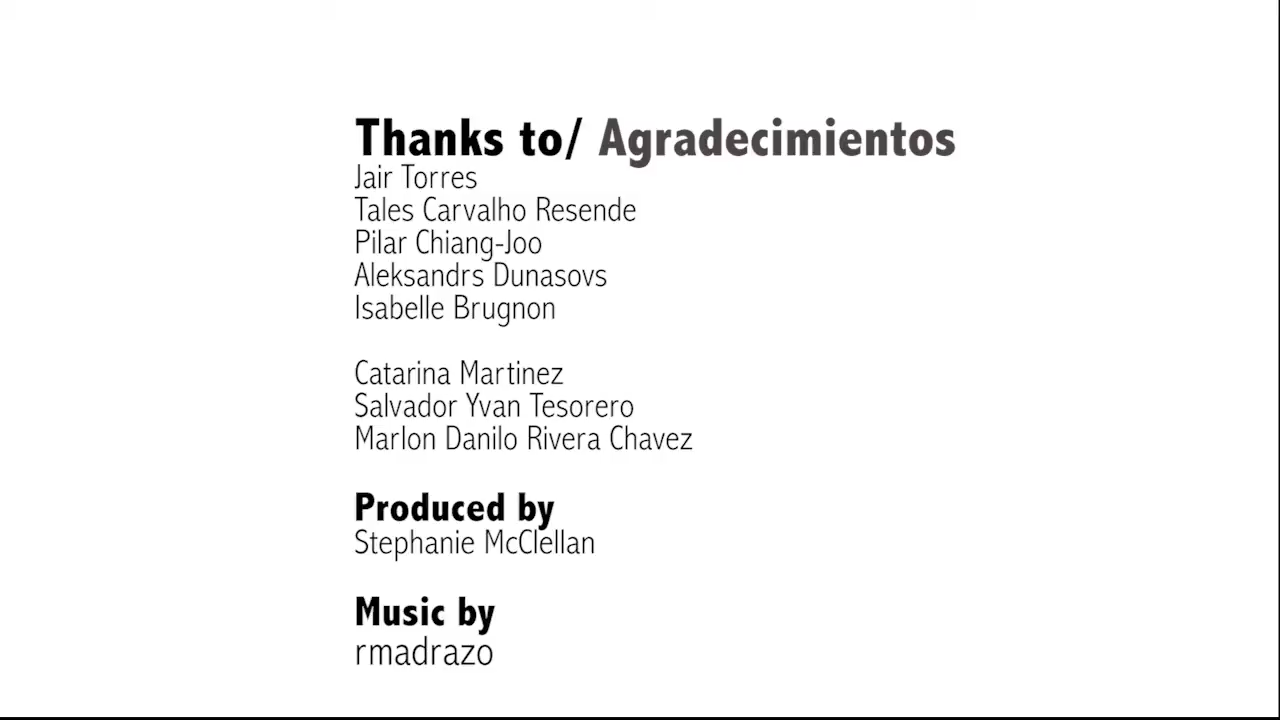 Thanks to/ Agradecimientos
Jair Torres
Tales Carvalho Resende
Pilar Chiang-Joo
Aleksandrs Dunasovs
Isabelle Brugnon
Catarina Martinez
Salvador Yvan Tesorero
Marlon Danilo Rivera Chavez
Produced by
Stephanie McClellan
Music by
rmadrazo